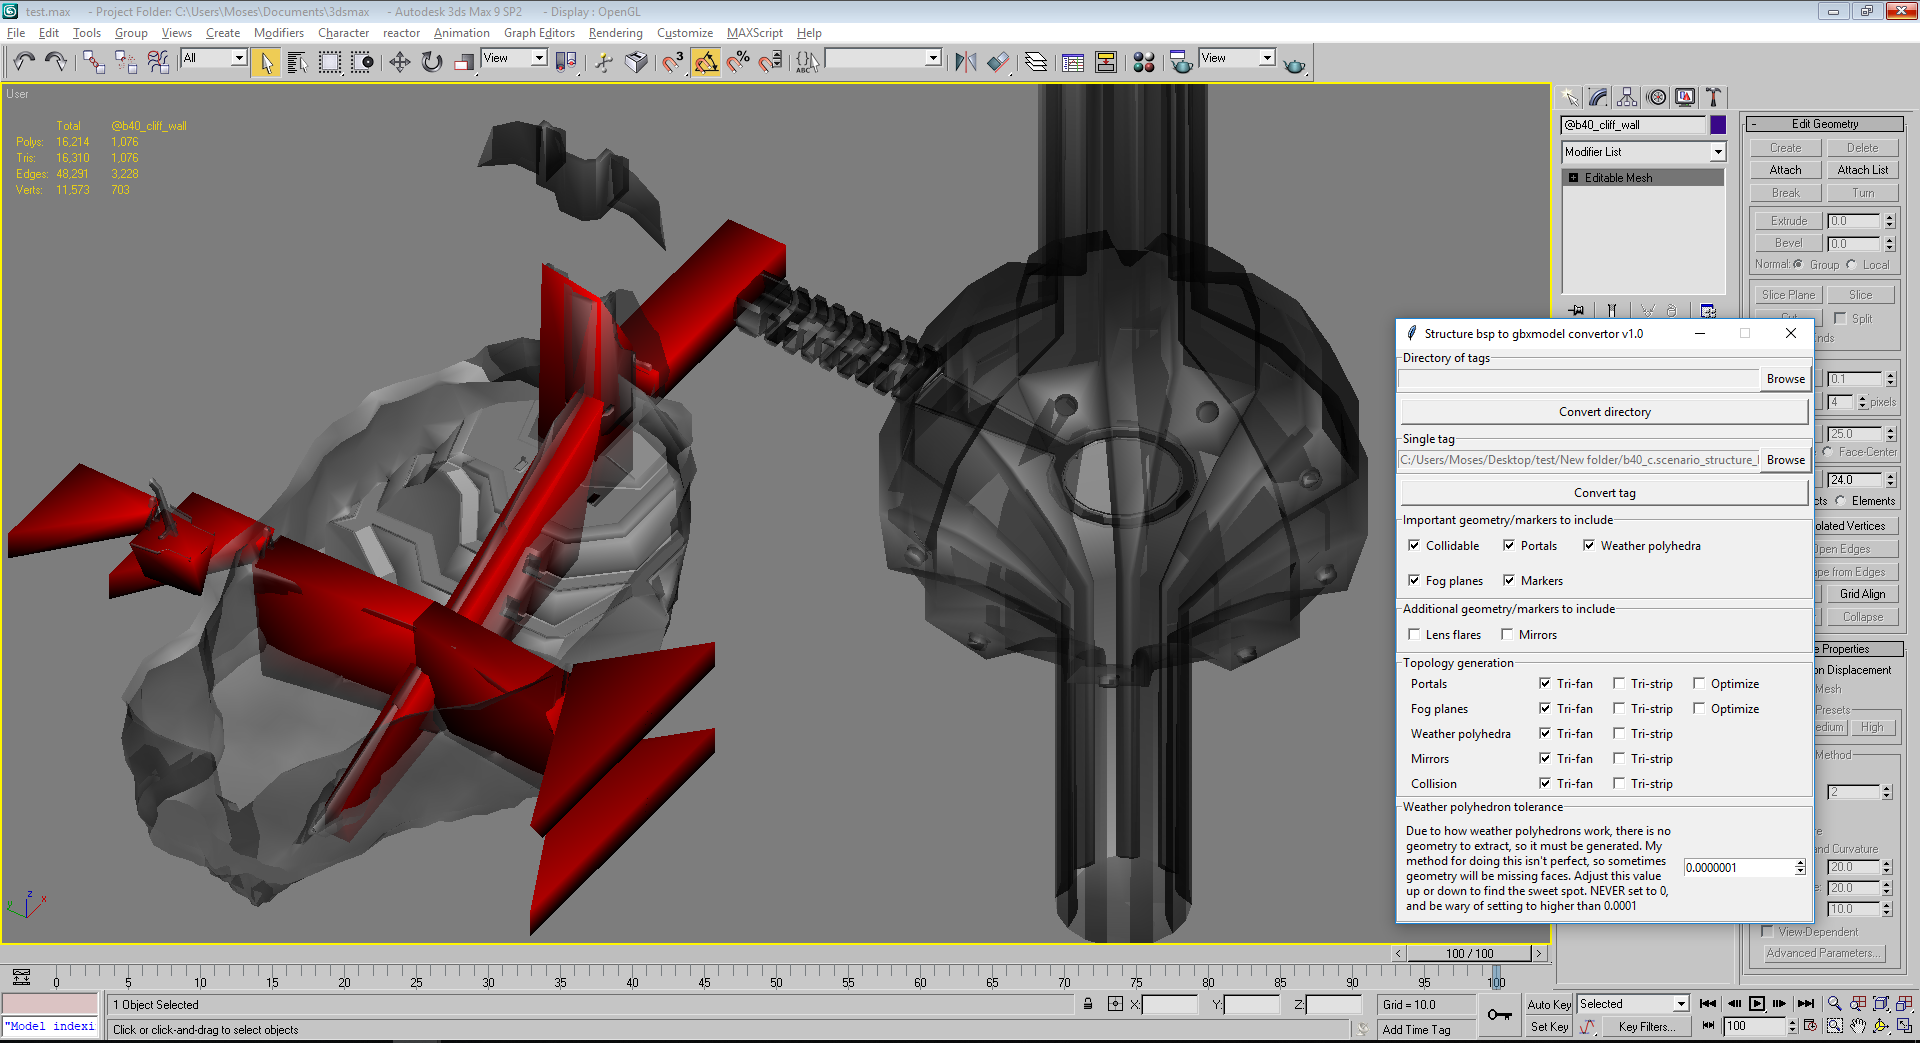 test.max - Project Folder: C:\Users\Moses\Documents\3dsmax - Autodesk 3ds Max 9 SP2 - Display : OpenGL
File Edit Tools Group Views Create Modifiers Character reactor Animation Graph Editors Rendering Customize MAXScript Help
All View 3 % ABC View
User
Total @b40_cliff_wall
Polys: 16,214 1,076
Tris: 16,310 1,076
Edges: 48,291 3,228
Verts: 11,573 703
@b40_cliff_wall
Modifier List
Editable Mesh
- Edit Geometry
Create Delete
Attach Attach List
Break Turn
Extrude 0.0
Bevel 0.0
Normal: Group Local
Slice Plane Slice
Cut Split
nds
0.1
4 pixels
25.0
Face-Center
24.0
cts Elements
olated Vertices
Open Edges
ape from Edges
Grid Align
Collapse
e Properties
on Displacement
Mesh
Presets
edium High
Method
2
e
and Curvature
20.0
e: 20.0
10.0
View-Dependent
Advanced Parameters...
Structure bsp to gbxmodel convertor v1.0
Directory of tags
Browse
Convert directory
Single tag
C:/Users/Moses/Desktop/test/New folder/b40_c.scenario_structure_ Browse
Convert tag
Important geometry/markers to include
Collidable Portals Weather polyhedra
Fog planes Markers
Additional geometry/markers to include
Lens flares Mirrors
Topology generation
Portals Tri-fan Tri-strip Optimize
Fog planes Tri-fan Tri-strip Optimize
Weather polyhedra Tri-fan Tri-strip
Mirrors Tri-fan Tri-strip
Collision Tri-fan Tri-strip
Weather polyhedron tolerance
Due to how weather polyhedrons work, there is no
geometry to extract, so it must be generated. My
method for doing this isn't perfect, so sometimes
geometry will be missing faces. Adjust this value
up or down to find the sweet spot. NEVER set to 0,
and be wary of setting to higher than 0.0001
0.0000001
z
x
y
< 100 / 100 >
0 5 10 15 20 25 30 35 40 45 50 55 60 65 70 75 80 85 90 95 100
1 Object Selected X: Y: Z: Grid = 10.0 Auto Key Selected
"Model indexi Click or click-and-drag to select objects Add Time Tag Set Key Key Filters... 100